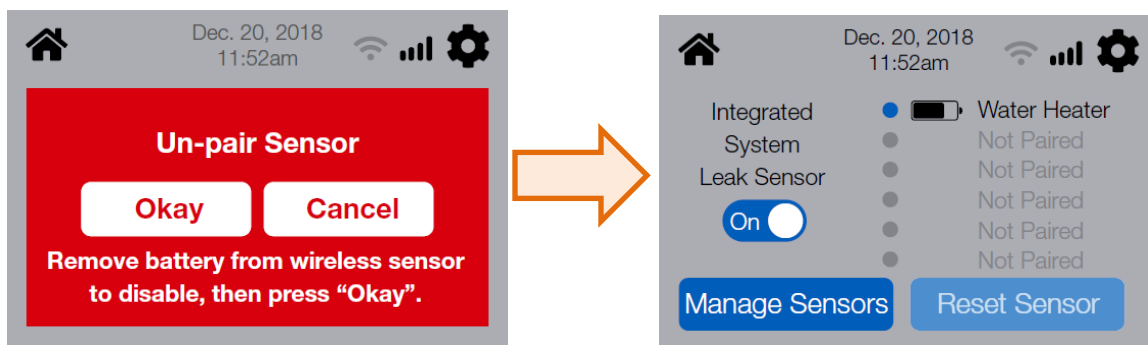 Dec. 20, 2018
11:52am
Un-pair Sensor
Okay Cancel
Remove battery from wireless sensor
to disable, then press “Okay”.
Dec. 20, 2018
11:52am
Integrated
System
Leak Sensor
On
Water Heater
Not Paired
Not Paired
Not Paired
Not Paired
Not Paired
Manage Sensors Reset Sensor